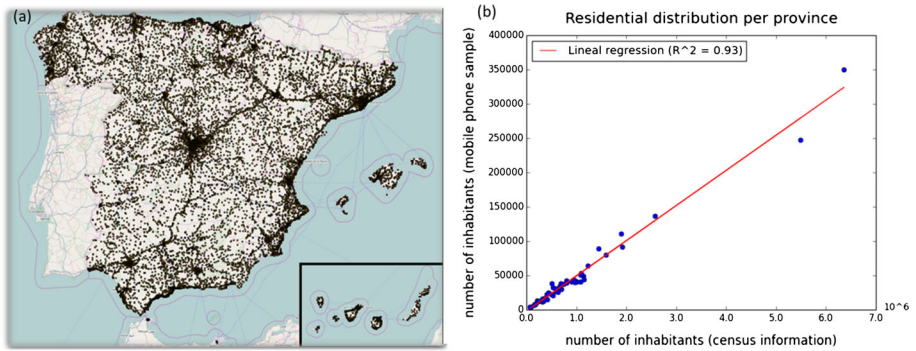 (a)
(b)
Residential distribution per province
Lineal regression (R^2 = 0.93)
number of inhabitants (mobile phone sample)
400000
350000
300000
250000
200000
150000
100000
50000
0
0.0 1.0 2.0 3.0 4.0 5.0 6.0 7.0
10^6
number of inhabitants (census information)